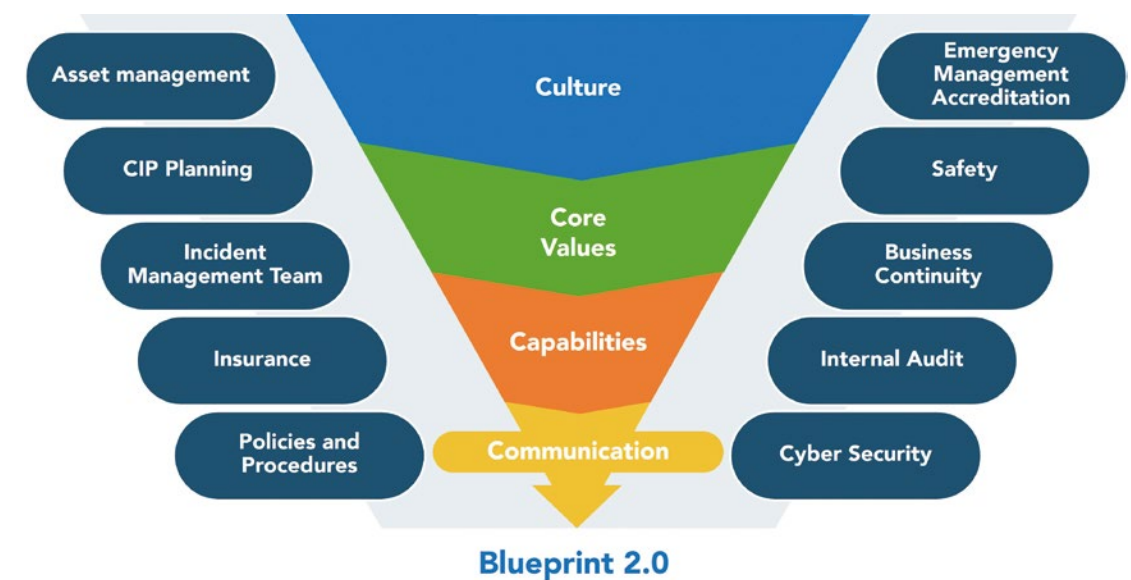 Asset management
CIP Planning
Incident
Management Team
Insurance
Policies and
Procedures
Culture
Core
Values
Capabilities
Communication
Emergency
Management
Accreditation
Safety
Business
Continuity
Internal Audit
Cyber Security
Blueprint 2.0